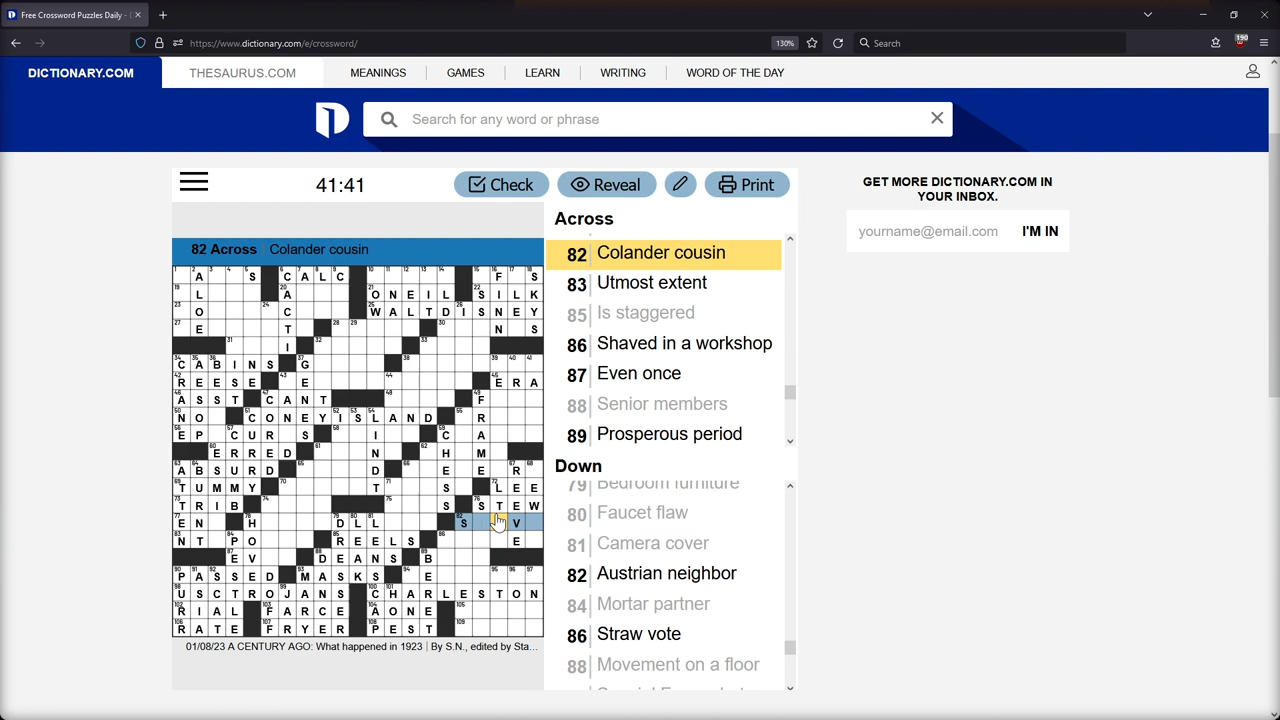 Free Crossword Puzzles Daily - 
https://www.dictionary.com/e/crossword/
130%
Search
190
DICTIONARY.COM
THESAURUS.COM
MEANINGS
GAMES
LEARN
WRITING
WORD OF THE DAY
Search for any word or phrase
41:41
Check
Reveal
Print
82 Across | Colander cousin
Across
82 Colander cousin
83 Utmost extent
85 Is staggered
86 Shaved in a workshop
87 Even once
88 Senior members
89 Prosperous period
Down
79 Bedroom furniture
80 Faucet flaw
81 Camera cover
82 Austrian neighbor
84 Mortar partner
86 Straw vote
88 Movement on a floor
GET MORE DICTIONARY.COM IN
YOUR INBOX.
yourname@email.com
I'M IN
A S C A L C F S
L A O N E I L S I L K
O C W A L T D I S N E Y
E T N S
I
C A B I N S G
R E E S E E E R A
A S S T C A N T F
N O C O N E Y I S L A N D R
E P C U R S I C A
E R R E D N H M
A B S U R D D E E R
T U M M Y T S L E E
T R I B S S T E W
E N H D L L S V
N T O R E E L S E
E V D E A N S B
P A S S E D M A S K S E
U S C T R O J A N S C H A R L E S T O N
R I A L F A R C E A O N E
R A T E F R Y E R P E S T
01/08/23 A CENTURY AGO: What happened in 1923 | By S.N., edited by Sta...